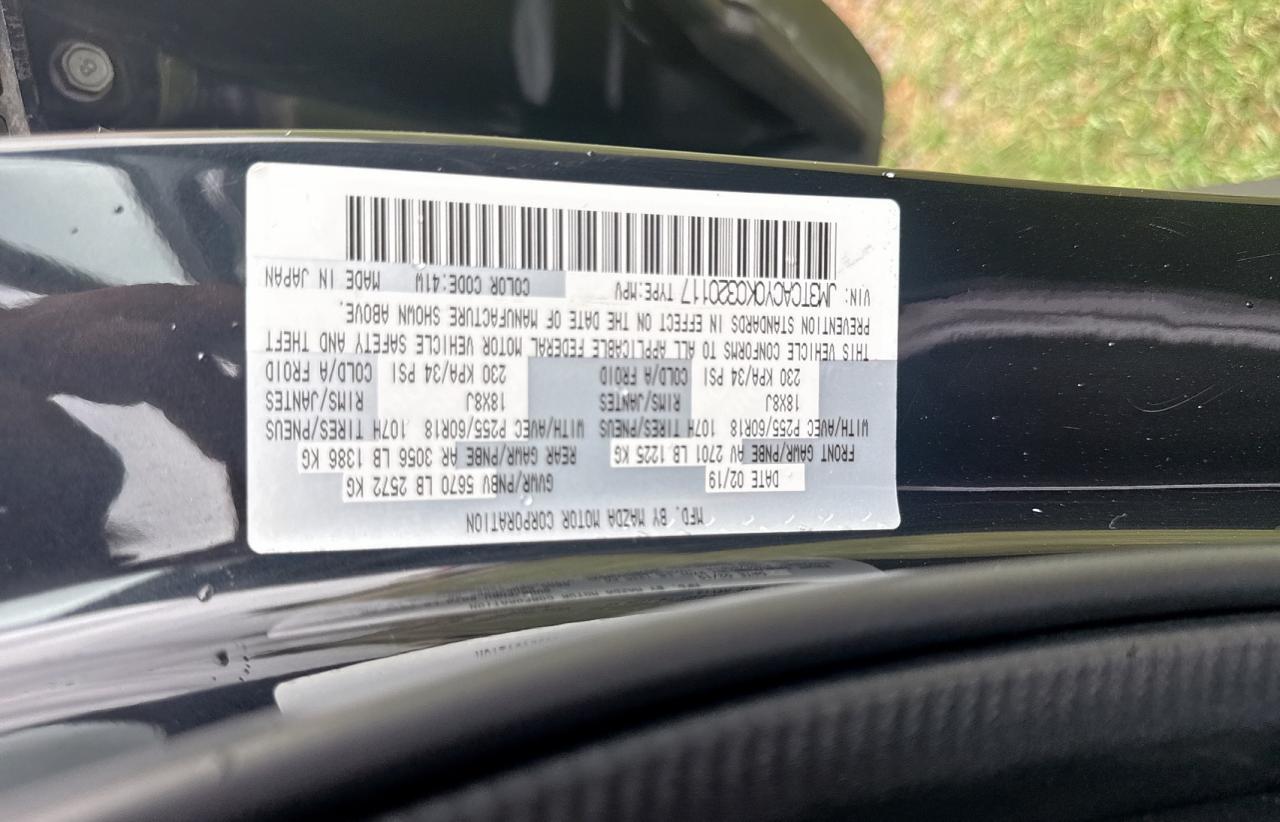 MFD. BY MAZDA MOTOR CORPORATION
DATE 02/19 GVWR/PNBV 5670 LB 2572 KG
FRONT GAWR/PNBE AV 2701 LB 1225 KG REAR GAWR/PNBE AR 3056 LB 1386 KG
WITH/AVEC P255/60R18 107H TIRES/PNEUS WITH/AVEC P255/60R18 107H TIRES/PNEUS
18X8J RIMS/JANTES 18X8J RIMS/JANTES
230 KPA/34 PSI COLD/A FROID 230 KPA/34 PSI COLD/A FROID
THIS VEHICLE CONFORMS TO ALL APPLICABLE FEDERAL MOTOR VEHICLE SAFETY AND THEFT
PREVENTION STANDARDS IN EFFECT ON THE DATE OF MANUFACTURE SHOWN ABOVE.
VIN: JM3TCACY0K0320117 TYPE:MPV COLOR CODE:41W W MADE IN JAPAN
8